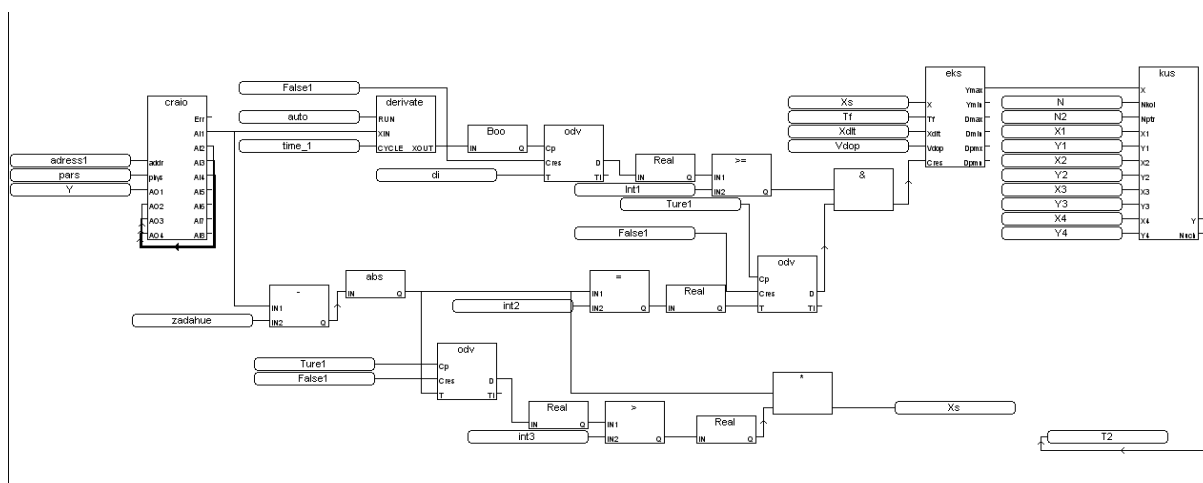 eks
kus
False1
derivate
X
Ymax
X
craio
Xs
X
Ymin
N
Nkol
Err
auto
RUN
Boo
odv
Tf
Tf
Dmax
N2
Nptr
AI1
XIN
IN
Q
Cp
Xdtt
Xdtt
Dmin
X1
X1
AI2
time_1
CYCLE
XOUT
Vdop
Vdop
Dpmx
Y1
Y1
adress1
addr
AI3
Cres
D
Real
>=
Cres
Dpmn
X2
X2
pars
phys
AI4
di
T
TI
IN
Q
IN1
&
Y2
Y2
Y
AO1
AI5
Int1
IN2
Q
X3
X3
AO2
AI6
Ture1
Y3
Y3
AO3
AI7
X4
X4
Y
AO4
AI8
False1
Y4
Y4
odv
abs
=
Cp
-
IN
Q
IN1
Real
Cres
D
IN1
int2
IN2
Q
IN
Q
T
TI
zadahue
IN2
Q
odv
Ture1
Cp
*
False1
Cres
D
T
TI
Real
>
Real
Xs
IN
Q
IN1
int3
IN2
Q
IN
Q
T2